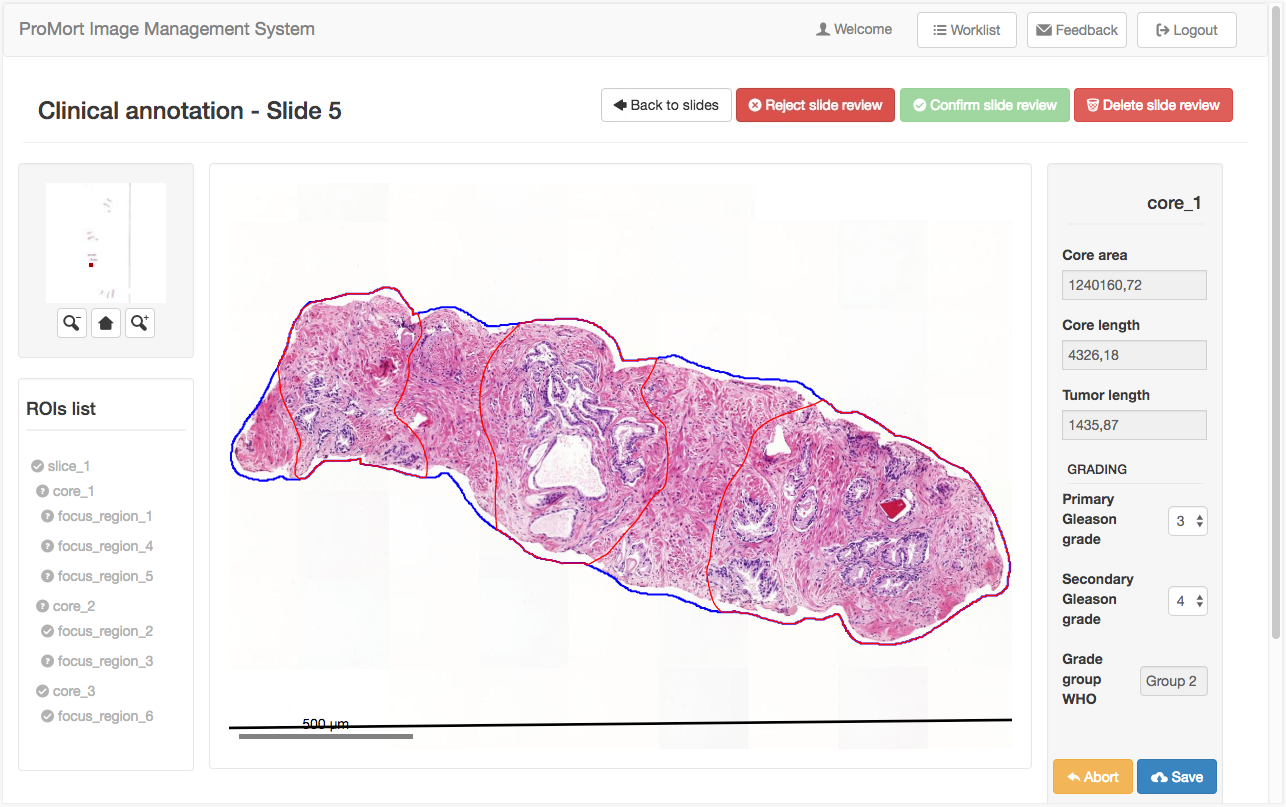 ProMort Image Management System
Welcome
Worklist
Feedback
Logout
Clinical annotation - Slide 5
Back to slides
Reject slide review
Confirm slide review
Delete slide review
ROIs list
slice_1
core_1
focus_region_1
focus_region_4
focus_region_5
core_2
focus_region_2
focus_region_3
core_3
focus_region_6
500 µm
core_1
Core area
1240160,72
Core length
4326,18
Tumor length
1435,87
GRADING
Primary
Gleason
grade
3
Secondary
Gleason
grade
4
Grade
group
WHO
Group 2
Abort
Save